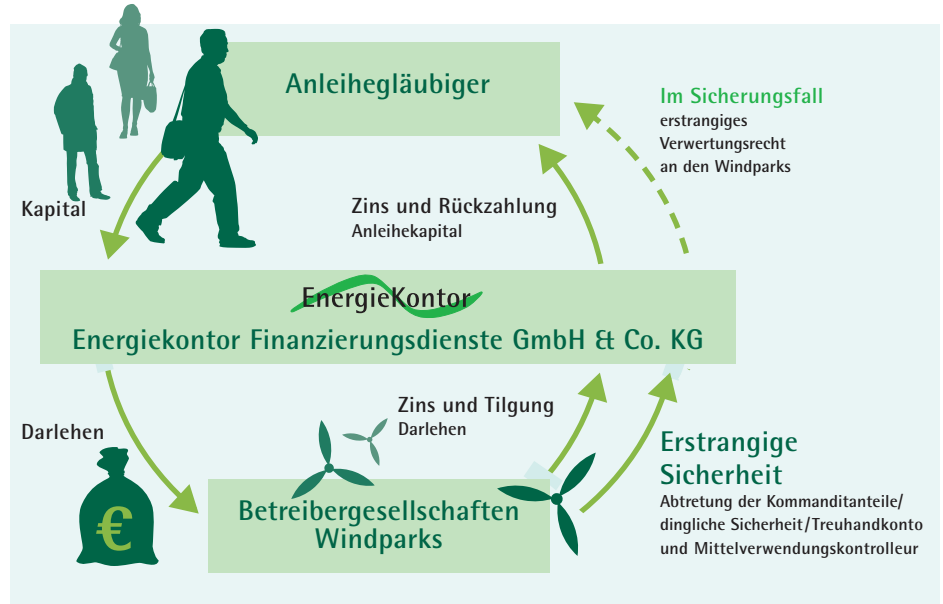 Anleihegläubiger
Im Sicherungsfall
erstrangiges
Verwertungsrecht
an den Windparks
Kapital
Zins und Rückzahlung
Anleihekapital
EnergieKontor
Energiekontor Finanzierungsdienste GmbH & Co. KG
Darlehen
Zins und Tilgung
Darlehen
€
Betreibergesellschaften
Windparks
Erstrangige
Sicherheit
Abtretung der Kommanditanteile/
dingliche Sicherheit/Treuhandkonto
und Mittelverwendungskontrolleur